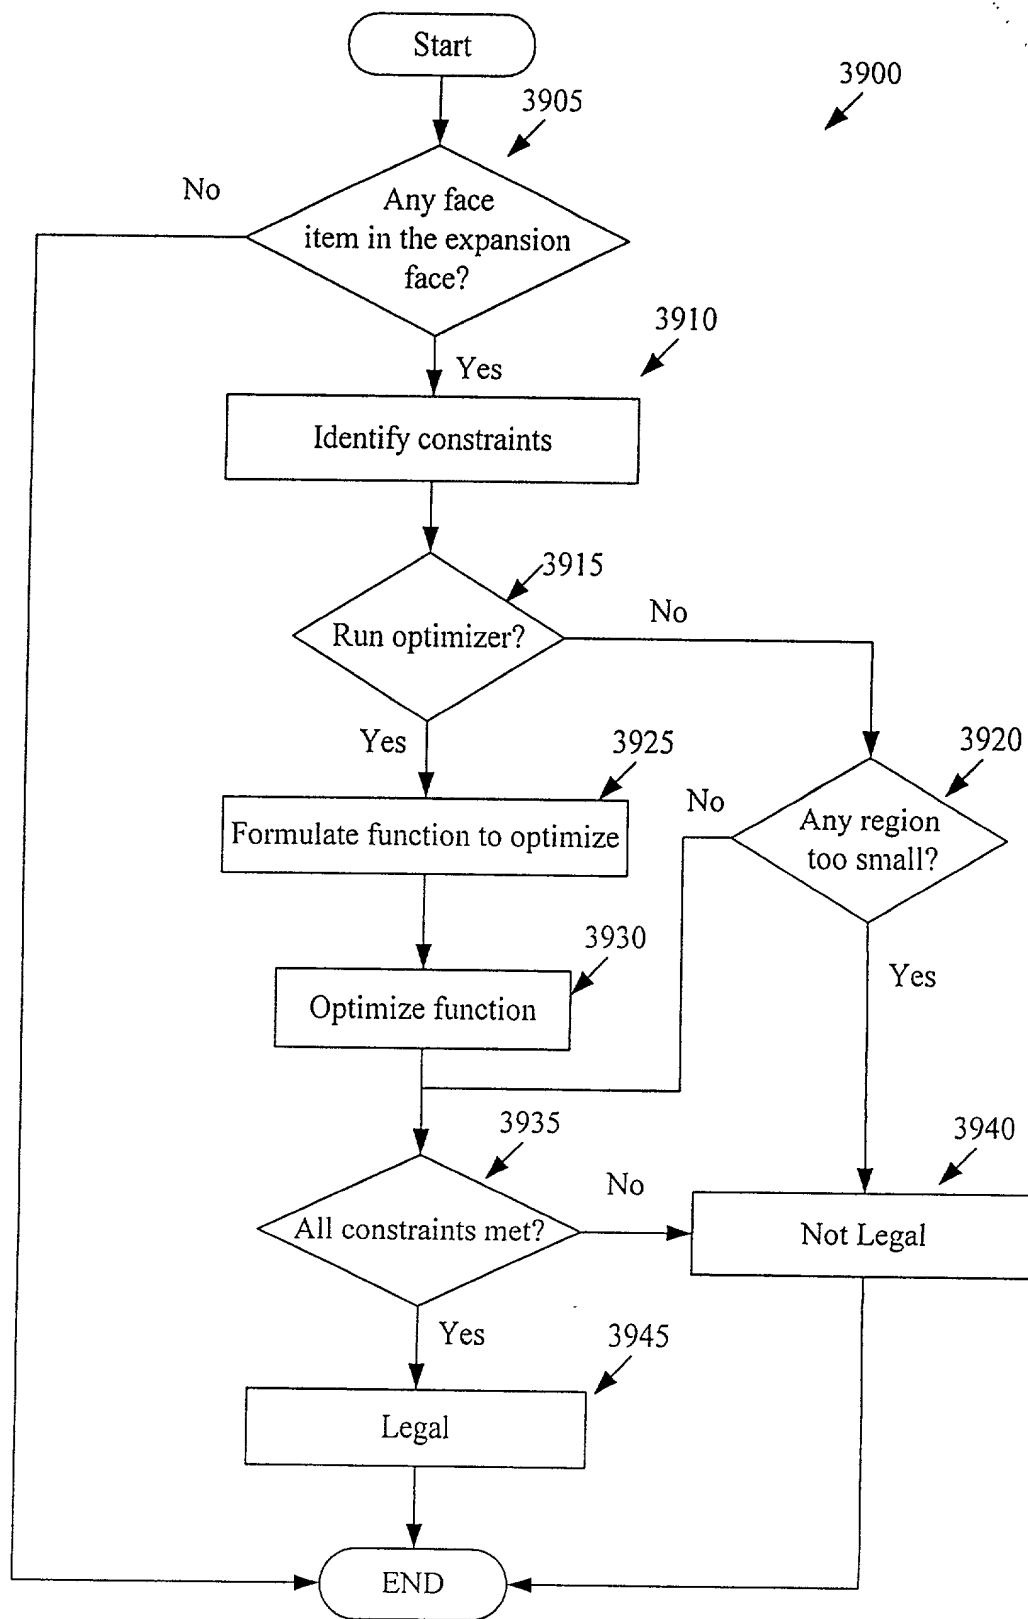 Start
3900
3905
No
Any face
item in the expansion
face?
3910
Yes
Identify constraints
3915
No
Run optimizer?
Yes
3925
3920
No
Any region
too small?
Formulate function to optimize
3930
Yes
Optimize function
3935
3940
No
All constraints met?
Not Legal
Yes
3945
Legal
END